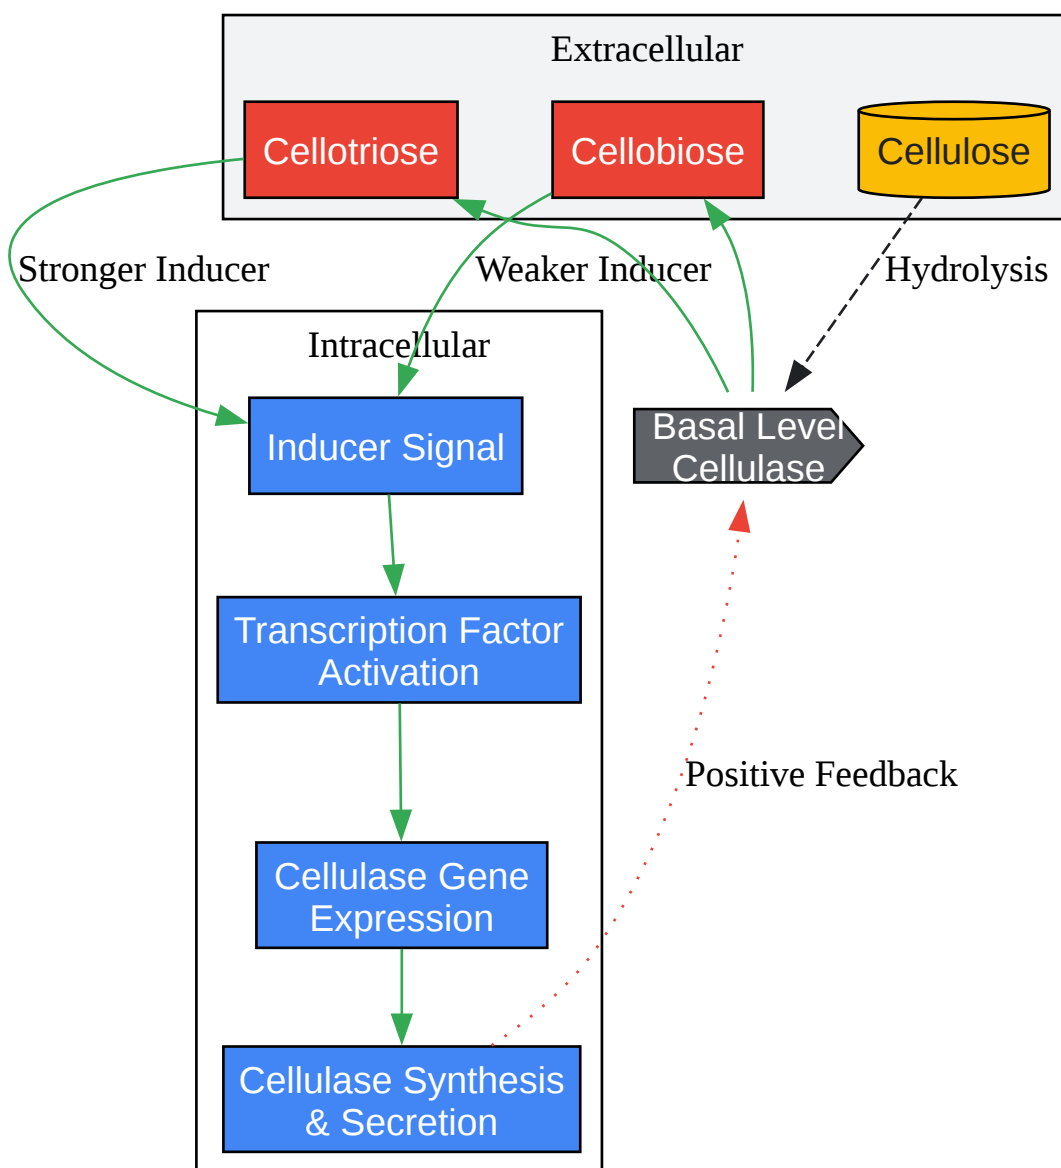 Extracellular
Cellotriose
Cellobiose
Cellulose
Stronger Inducer
Weaker Inducer
Hydrolysis
Intracellular
Inducer Signal
Basal Level
Cellulase
Transcription Factor
Activation
Positive Feedback
Cellulase Gene
Expression
Cellulase Synthesis
& Secretion